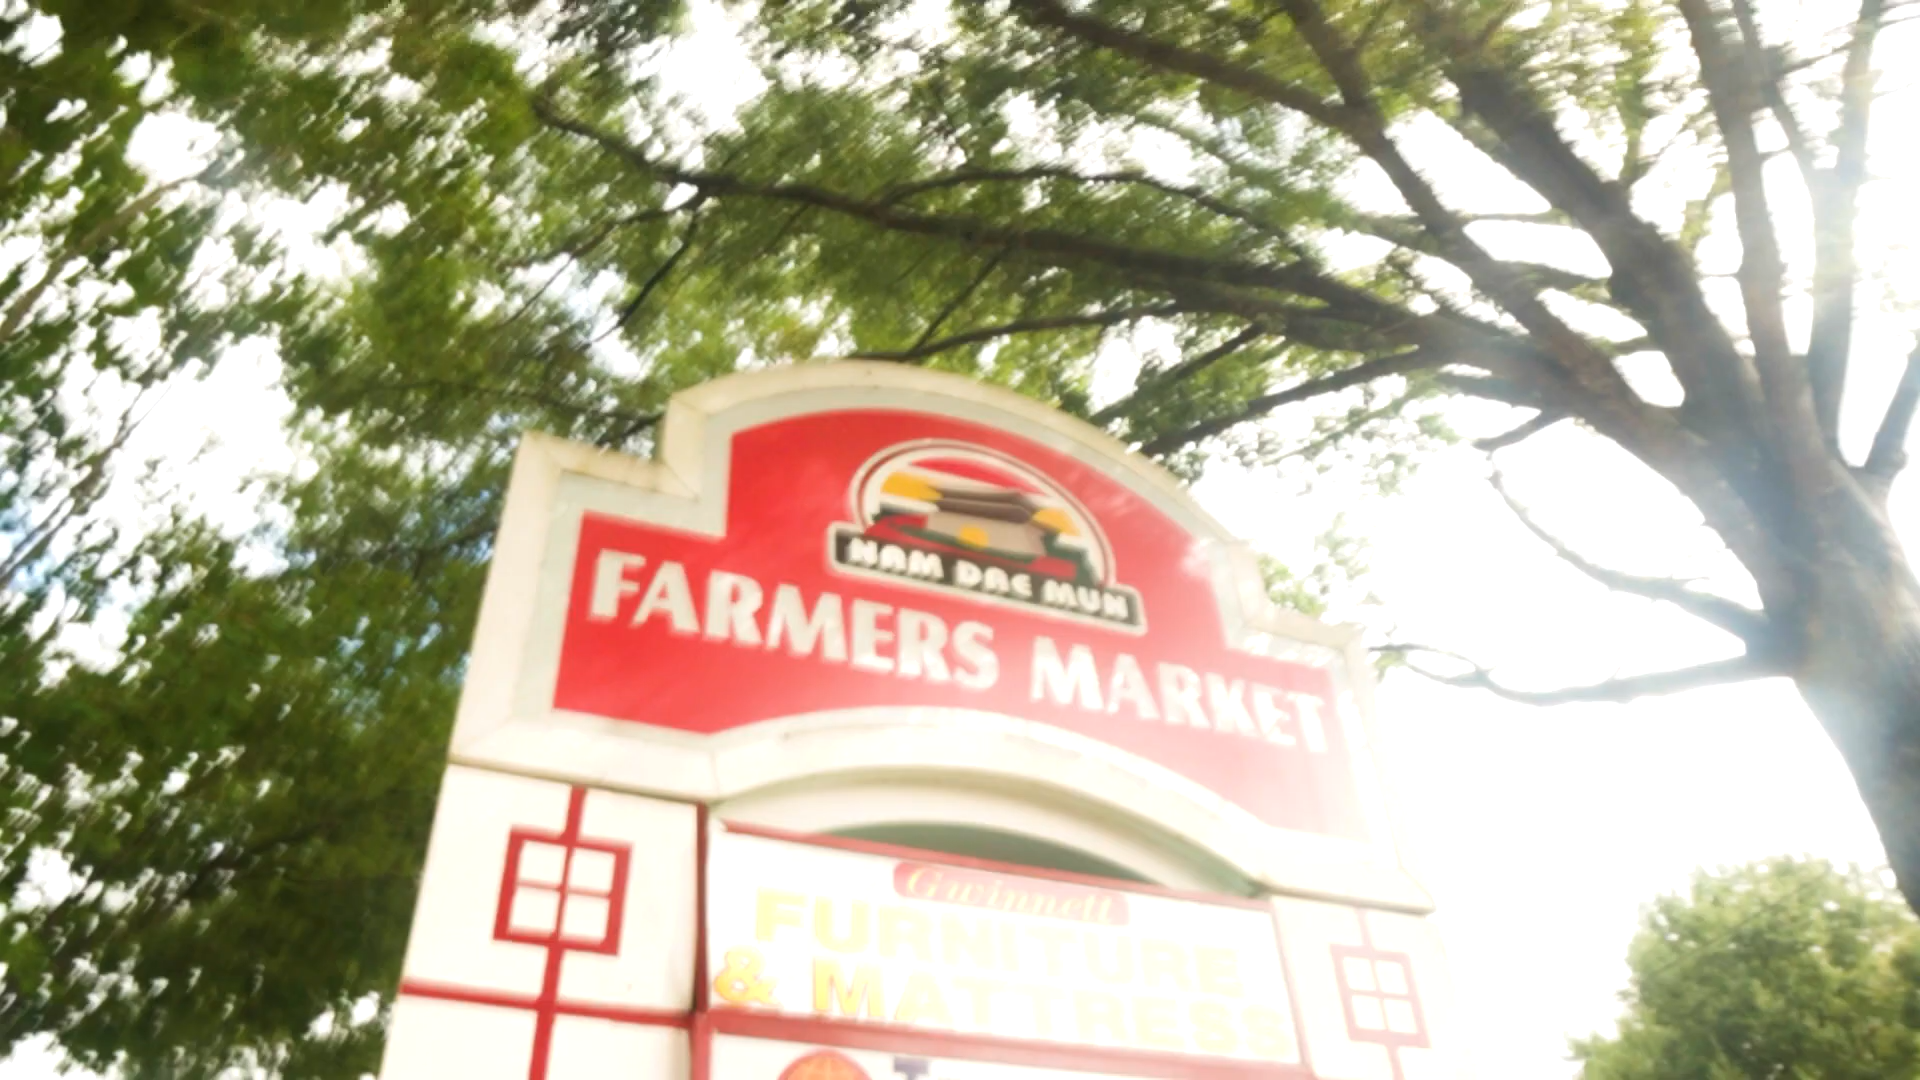 NAM DAE MUN
FARMERS MARKET
Gwinnett
FURNITURE
& MATTRESS